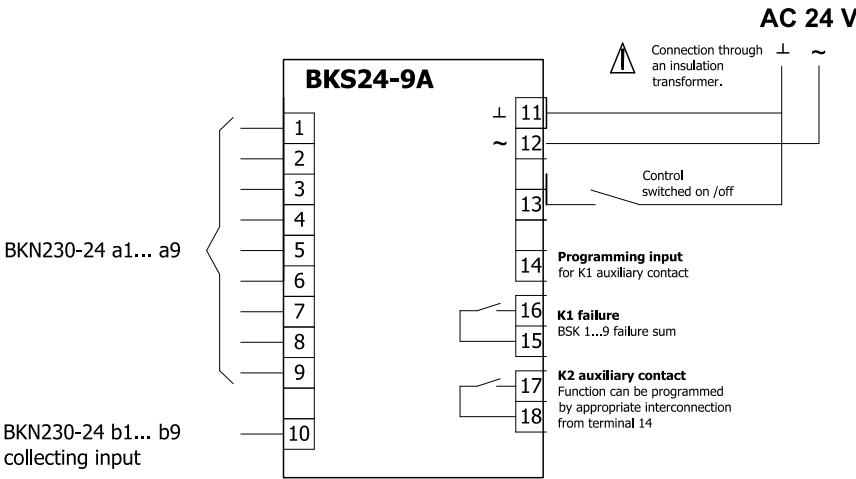 AC 24 V
Connection through
an insulation
transformer.
⊥ ~
BKS24-9A
1
2
3
4
5
6
7
8
9
10
BKN230-24 a1... a9
BKN230-24 b1... b9
collecting input
⊥ 11
~ 12
Control
switched on /off
13
14
Programming input
for K1 auxiliary contact
16
15
K1 failure
BSK 1...9 failure sum
17
18
K2 auxiliary contact
Function can be programmed
by appropriate interconnection
from terminal 14